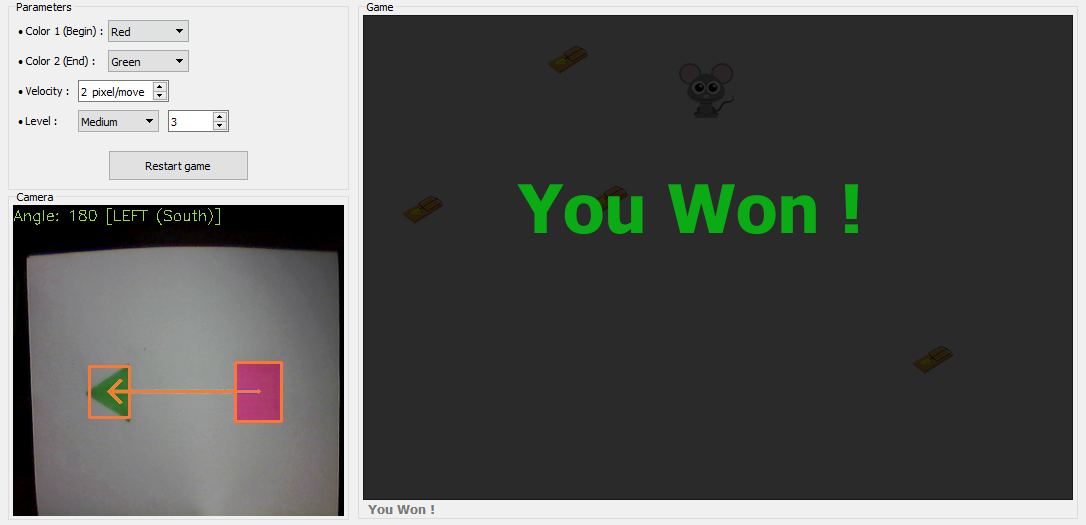 Parameters
• Color 1 (Begin) : Red
• Color 2 (End) : Green
• Velocity : 2 pixel/move
• Level : Medium 3
Restart game
Camera
Angle: 180 [LEFT (South)]
Game
You Won !
You Won !